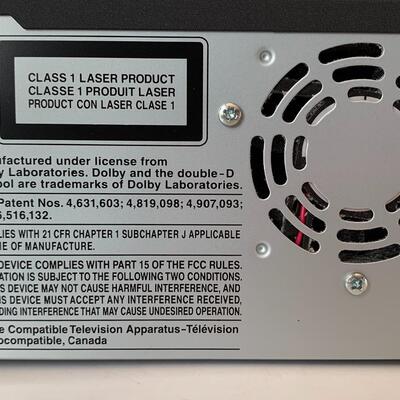 CLASS 1 LASER PRODUCT
CLASSE 1 PRODUIT LASER
PRODUCT CON LASER CLASE 1
ufactured under license from
y Laboratories. Dolby and the double-D
ool are trademarks of Dolby Laboratories.
Patent Nos. 4,631,603; 4,819,098; 4,907,093;
,516,132.
LIES WITH 21 CFR CHAPTER 1 SUBCHAPTER J APPLICABLE
ME OF MANUFACTURE.
DEVICE COMPLIES WITH PART 15 OF THE FCC RULES.
ATION IS SUBJECT TO THE FOLLOWING TWO CONDITIONS.
IS DEVICE MAY NOT CAUSE HARMFUL INTERFERENCE, AND
S DEVICE MUST ACCEPT ANY INTERFERENCE RECEIVED,
DING INTERFERENCE THAT MAY CAUSE UNDESIRED OPERATION.
e Compatible Television Apparatus-Télévision
ocompatible, Canada